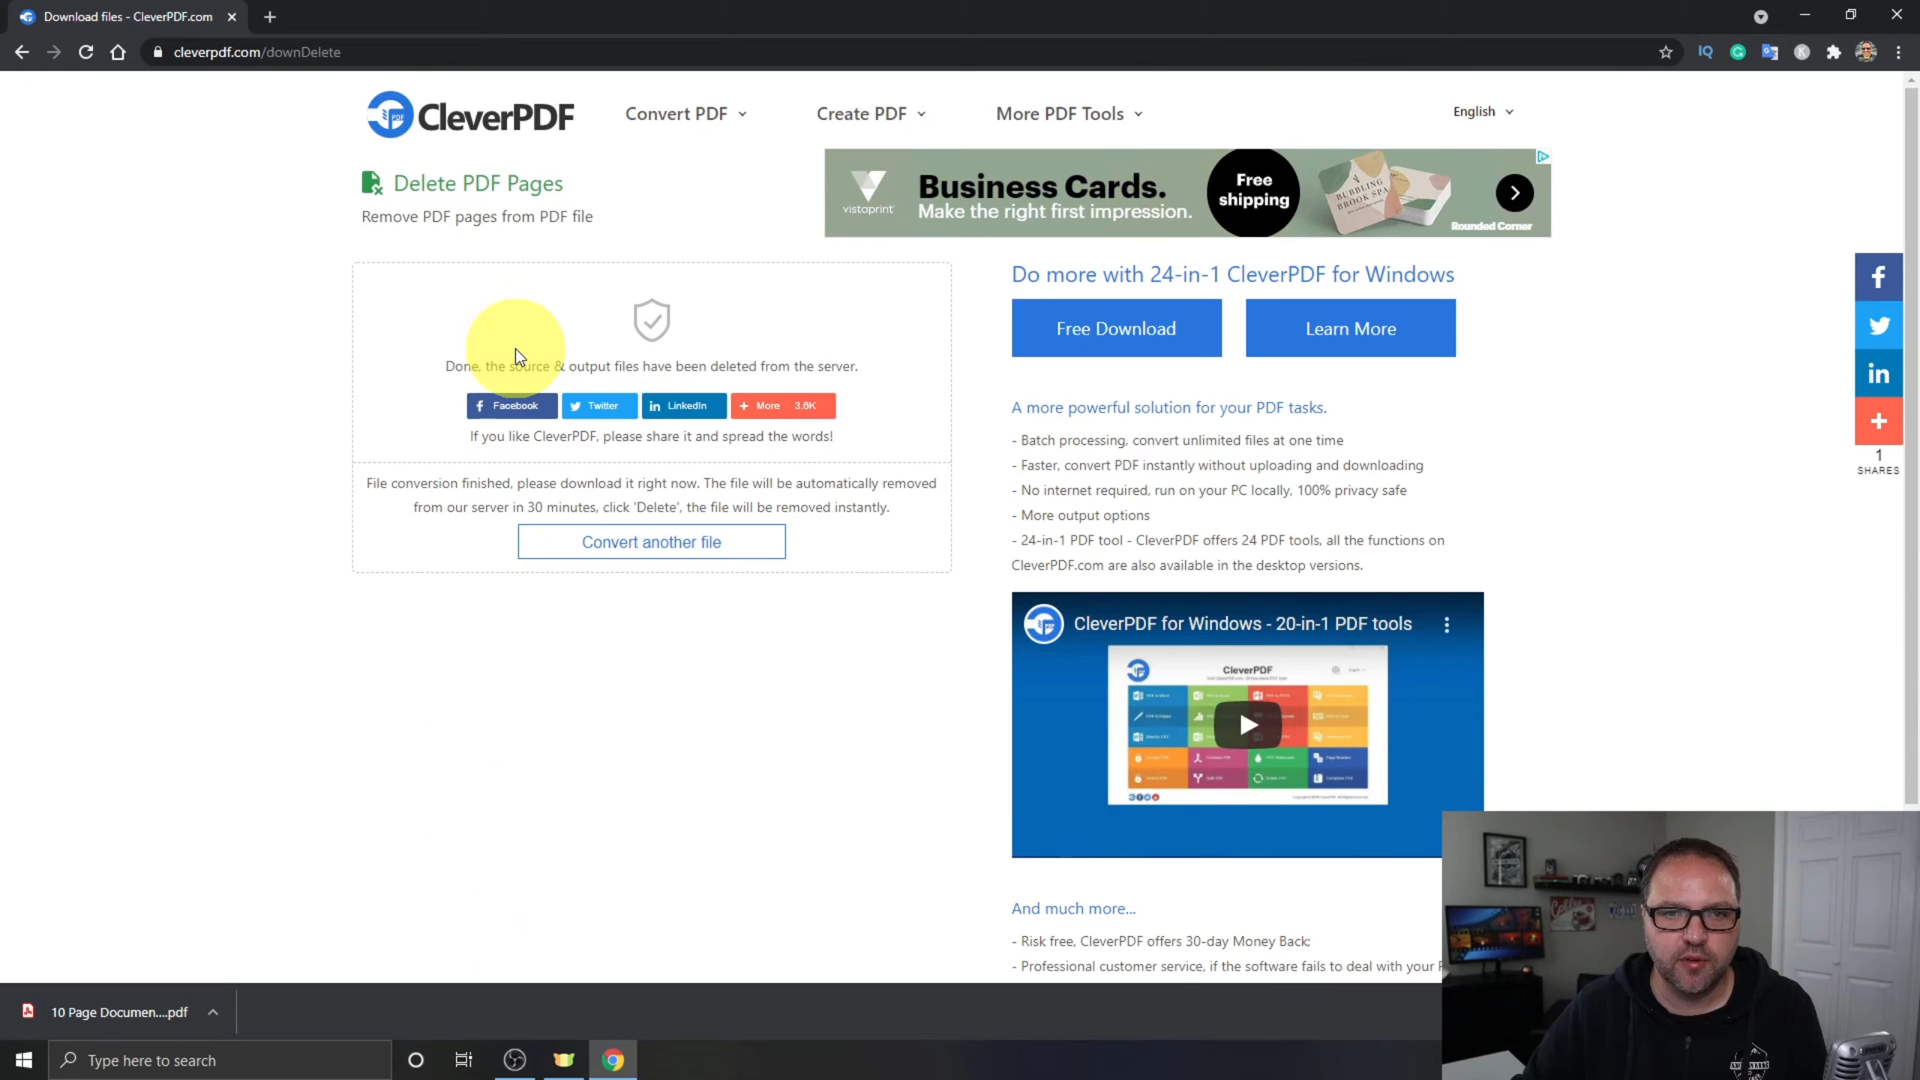 Download files - CleverPDF.com
cleverpdf.com/downDelete
CleverPDF
Convert PDF
Create PDF
More PDF Tools
English
Delete PDF Pages
Remove PDF pages from PDF file
vistaprint
Business Cards.
Make the right first impression.
Free
shipping
BUBBLING
BROOK SPA
Rounded Corner
Done, the source & output files have been deleted from the server.
Facebook
Twitter
LinkedIn
More 3.6K
If you like CleverPDF, please share it and spread the words!
File conversion finished, please download it right now. The file will be automatically removed
from our server in 30 minutes, click 'Delete', the file will be removed instantly.
Convert another file
Do more with 24-in-1 CleverPDF for Windows
Free Download
Learn More
A more powerful solution for your PDF tasks.
- Batch processing, convert unlimited files at one time
- Faster, convert PDF instantly without uploading and downloading
- No internet required, run on your PC locally, 100% privacy safe
- More output options
- 24-in-1 PDF tool - CleverPDF offers 24 PDF tools, all the functions on
CleverPDF.com are also available in the desktop versions.
CleverPDF for Windows - 20-in-1 PDF tools
CleverPDF
And much more...
- Risk free, CleverPDF offers 30-day Money Back;
- Professional customer service, if the software fails to deal with your
1
SHARES
10 Page Documen....pdf
Type here to search